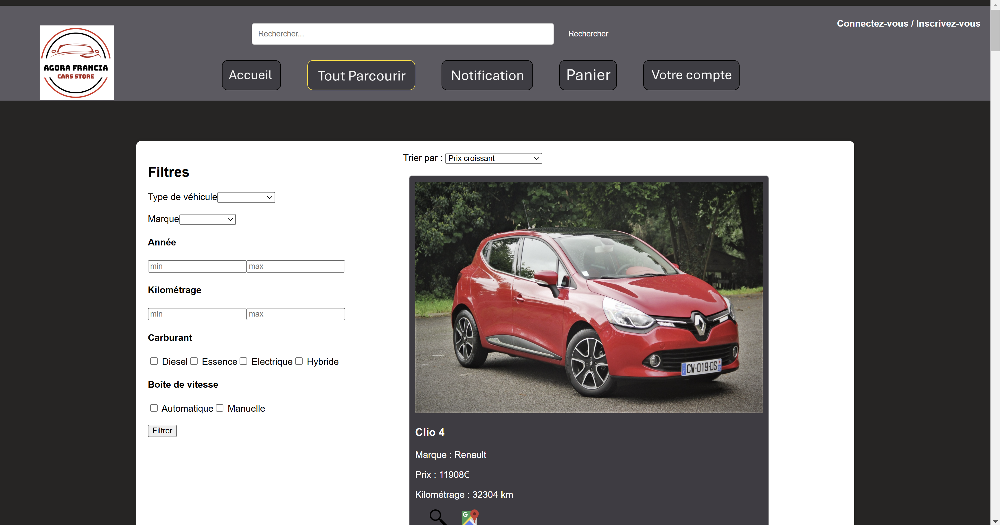 Connectez-vous / Inscrivez-vous
Rechercher...
Rechercher
AGORA FRANCIA
CARS STORE
Accueil
Tout Parcourir
Notification
Panier
Votre compte
Trier par : Prix croissant
Filtres
Type de véhicule
Marque
Année
min max
Kilométrage
min max
Carburant
Diesel Essence Electrique Hybride
Boîte de vitesse
Automatique Manuelle
Filtrer
CW-019-DS
Clio 4
Marque : Renault
Prix : 11908€
Kilométrage : 32304 km
G